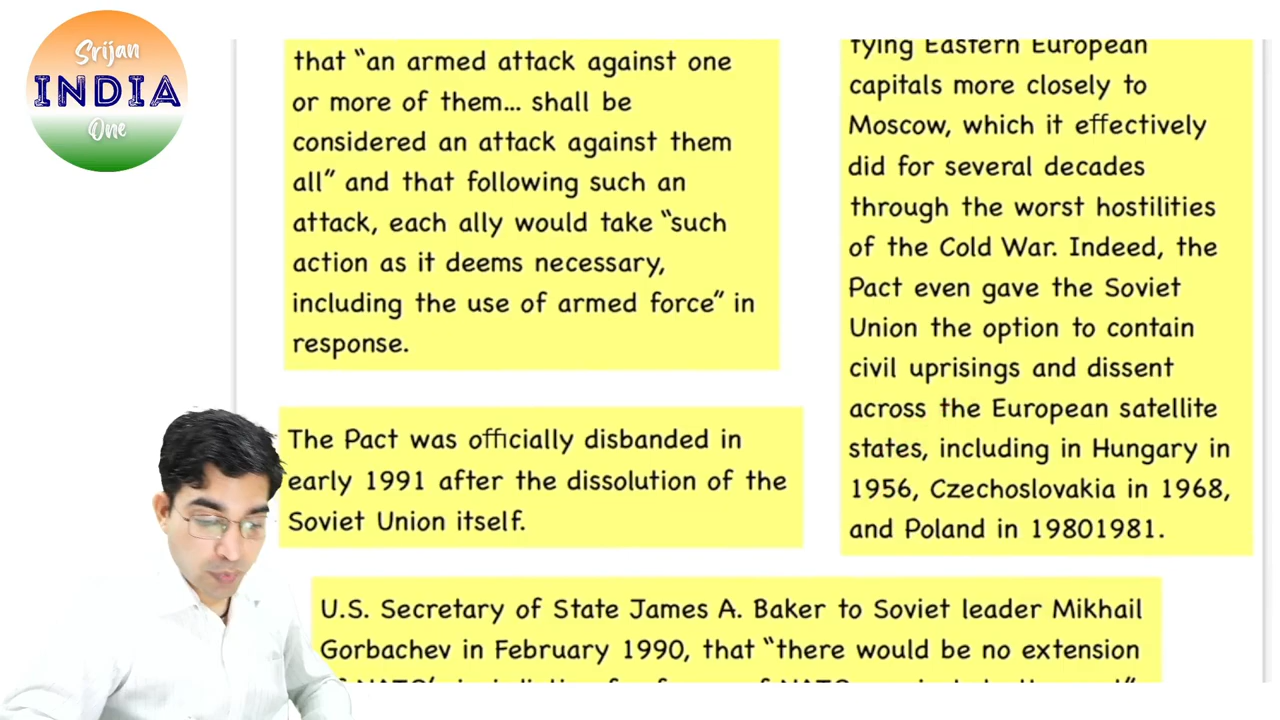 Srijan
INDIA
One
that “an armed attack against one
or more of them... shall be
considered an attack against them
all” and that following such an
attack, each ally would take “such
action as it deems necessary,
including the use of armed force” in
response.
The Pact was officially disbanded in
early 1991 after the dissolution of the
Soviet Union itself.
tying Eastern European
capitals more closely to
Moscow, which it effectively
did for several decades
through the worst hostilities
of the Cold War. Indeed, the
Pact even gave the Soviet
Union the option to contain
civil uprisings and dissent
across the European satellite
states, including in Hungary in
1956, Czechoslovakia in 1968,
and Poland in 19801981.
U.S. Secretary of State James A. Baker to Soviet leader Mikhail
Gorbachev in February 1990, that “there would be no extension